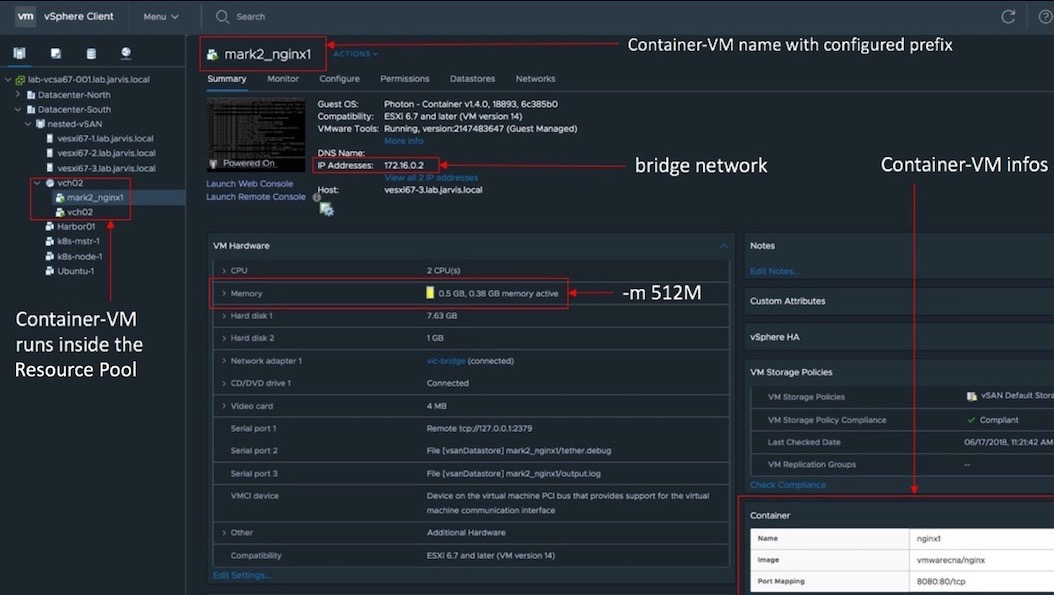 vm vSphere Client Menu Search
mark2_nginx1 ACTIONS
Container-VM name with configured prefix
Summary Monitor Configure Permissions Datastores Networks
lab-vcsa67-001.lab.jarvis.local
Datacenter-North
Datacenter-South
nested-vSAN
vesxi67-1.lab.jarvis.local
vesxi67-2.lab.jarvis.local
vesxi67-3.lab.jarvis.local
vch02
mark2_nginx1
vch02
Harbor01
k8s-mstr-1
k8s-node-1
Ubuntu-1
Container-VM
runs inside the
Resource Pool
Powered On
Launch Web Console
Launch Remote Console
Guest OS: Photon - Container v1.4.0, 18893, 6c385b0
Compatibility: ESXi 6.7 and later (VM version 14)
VMware Tools: Running, version:2147483647 (Guest Managed)
More info
DNS Name:
IP Addresses: 172.16.0.2
View all 2 IP addresses
Host: vesxi67-3.lab.jarvis.local
bridge network
Container-VM infos
VM Hardware
CPU 2 CPU(s)
Memory 0.5 GB, 0.38 GB memory active
-m 512M
Hard disk 1 7.63 GB
Hard disk 2 1 GB
Network adapter 1 vic-bridge (connected)
CD/DVD drive 1 Connected
Video card 4 MB
Serial port 1 Remote tcp://127.0.0.1:2379
Serial port 2 File [vsanDatastore] mark2_nginx1/tether.debug
Serial port 3 File [vsanDatastore] mark2_nginx1/output.log
VMCI device Device on the virtual machine PCI bus that provides support for the virtual
machine communication interface
Other Additional Hardware
Compatibility ESXi 6.7 and later (VM version 14)
Edit Settings...
Notes
Edit Notes...
Custom Attributes
vSphere HA
VM Storage Policies
VM Storage Policies vSAN Default Stora
VM Storage Policy Compliance Compliant
Last Checked Date 06/17/2018, 11:21:42 AM
VM Replication Groups --
Check Compliance
Container
Name nginx1
Image vmwarecna/nginx
Port Mapping 8080:80/tcp